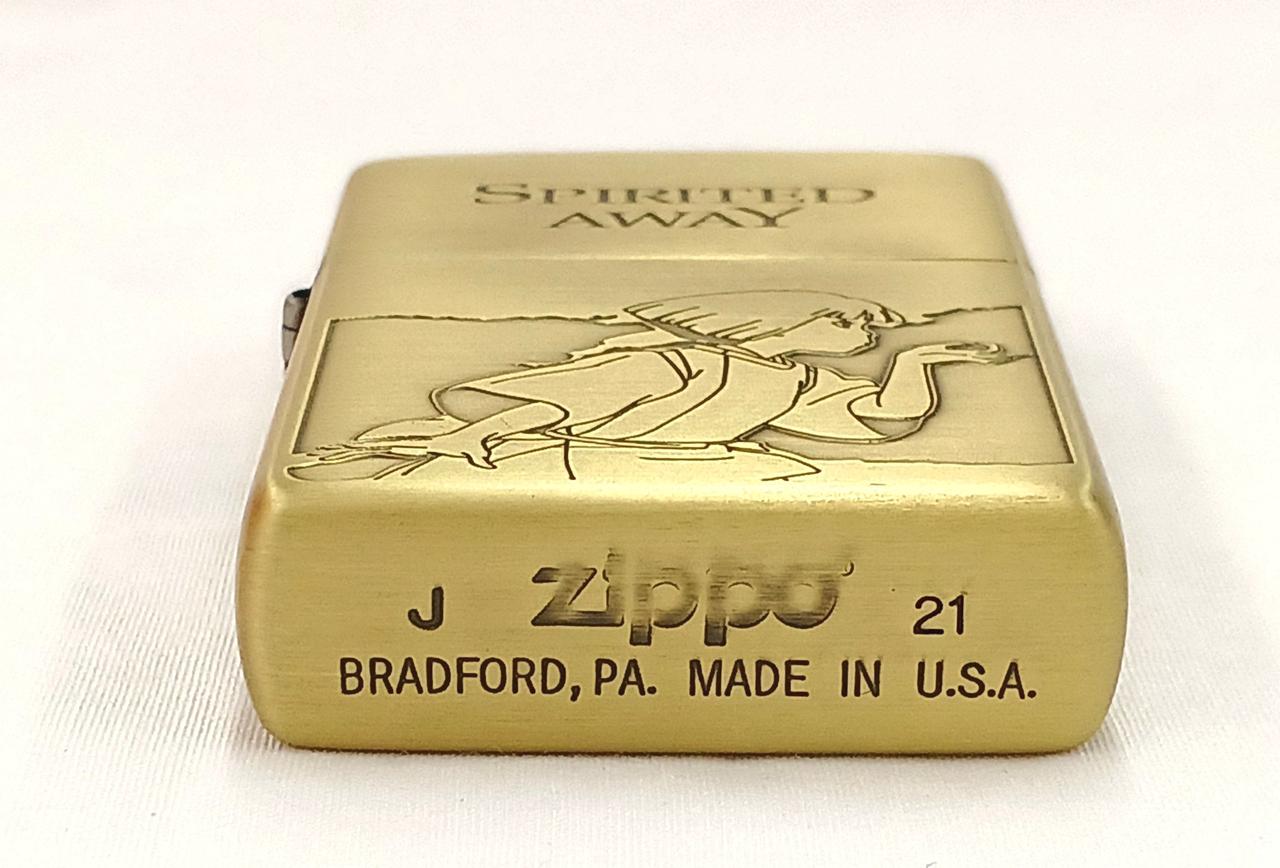 SPIRITED
AWAY
J zippo 21
BRADFORD, PA. MADE IN U.S.A.